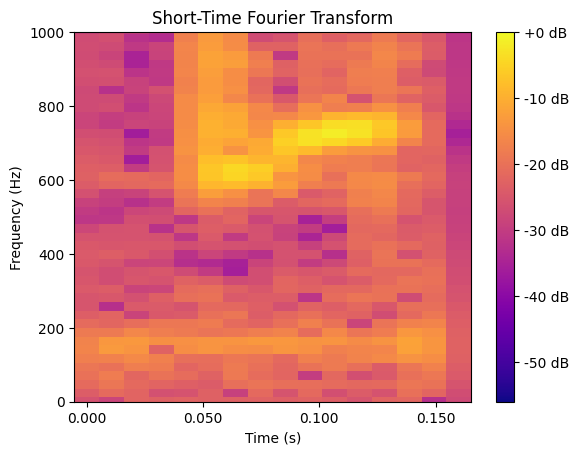 Short-Time Fourier Transform
1000
800
600
400
200
0
Frequency (Hz)
0.000
0.050
0.100
0.150
Time (s)
+0 dB
-10 dB
-20 dB
-30 dB
-40 dB
-50 dB